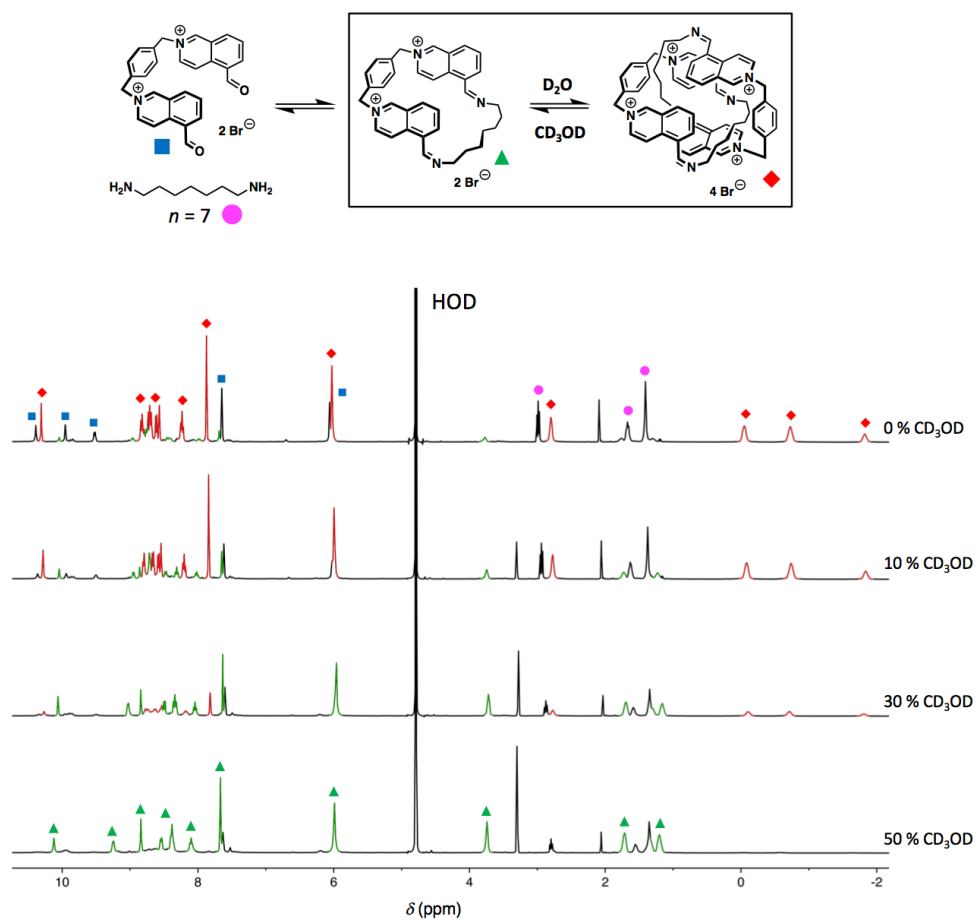 D₂O
CD₃OD
2 Br⊖
2 Br⊖
4 Br⊖
H₂N
NH₂
n = 7
N
⊕
N
⊕
O
O
N
⊕
N
⊕
N
N
N
N
⊕
N
⊕
N
N
⊕
N
N
⊕
HOD
0 % CD₃OD
10 % CD₃OD
30 % CD₃OD
50 % CD₃OD
10
8
6
4
2
0
-2
δ (ppm)